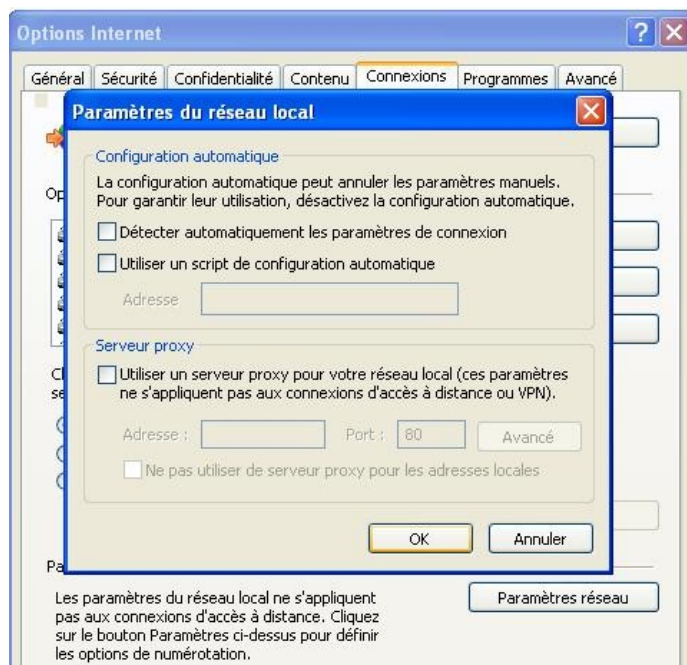 Options Internet
Général Sécurité Confidentialité Contenu Connexions Programmes Avancé
Paramètres du réseau local
Configuration automatique
La configuration automatique peut annuler les paramètres manuels.
Pour garantir leur utilisation, désactivez la configuration automatique.
Détecter automatiquement les paramètres de connexion
Utiliser un script de configuration automatique
Adresse
Serveur proxy
Utiliser un serveur proxy pour votre réseau local (ces paramètres
ne s'appliquent pas aux connexions d'accès à distance ou VPN).
Adresse : Port : 80 Avancé
Ne pas utiliser de serveur proxy pour les adresses locales
OK Annuler
Les paramètres du réseau local ne s'appliquent
pas aux connexions d'accès à distance. Cliquez
sur le bouton Paramètres ci-dessus pour définir
les options de numérotation.
Paramètres réseau